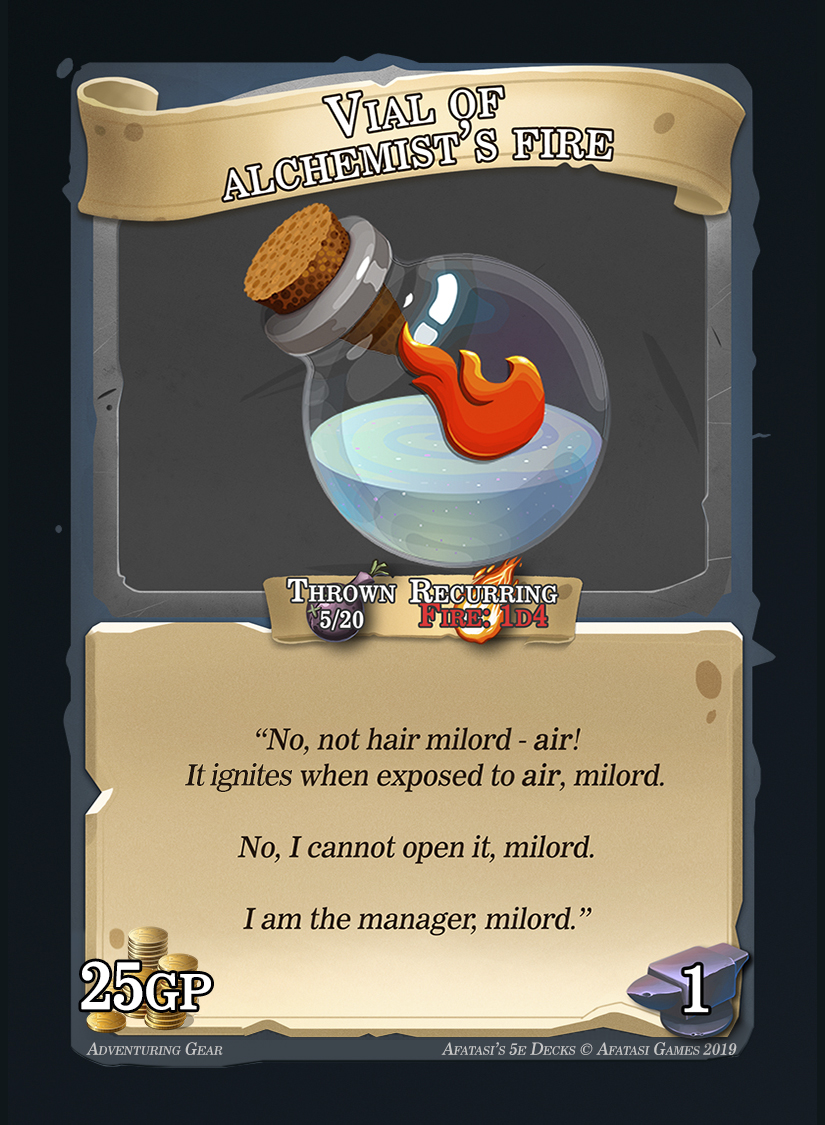 Vial of
alchemist's fire
Thrown Recurring
5/20 Fire: 1d4
“No, not hair milord - air!
It ignites when exposed to air, milord.
No, I cannot open it, milord.
I am the manager, milord.”
25GP
1
Adventuring Gear
Afatasi's 5e Decks © Afatasi Games 2019